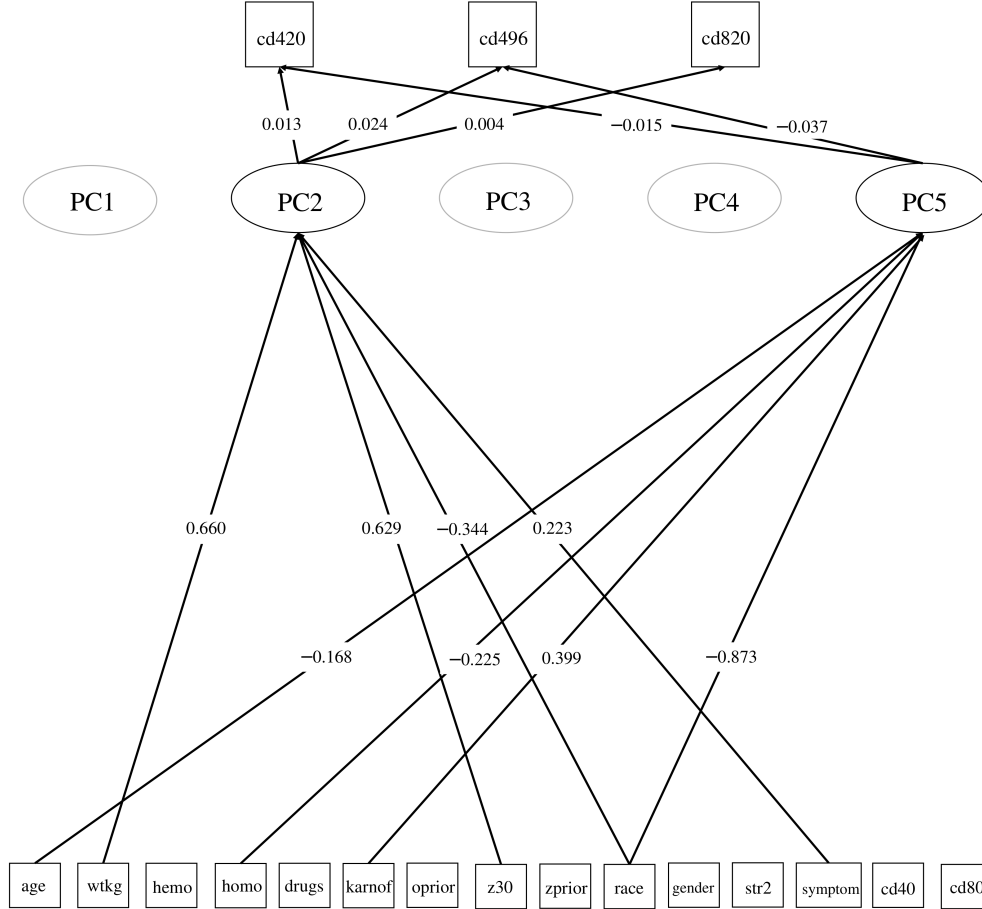 cd420 cd496 cd820
0.013 0.024 0.004 −0.015 −0.037
PC1 PC2 PC3 PC4 PC5
0.660 0.629 −0.344 0.223
−0.168 −0.225 0.399 −0.873
age wtkg hemo homo drugs karnof oprior z30 zprior race gender str2 symptom cd40 cd80